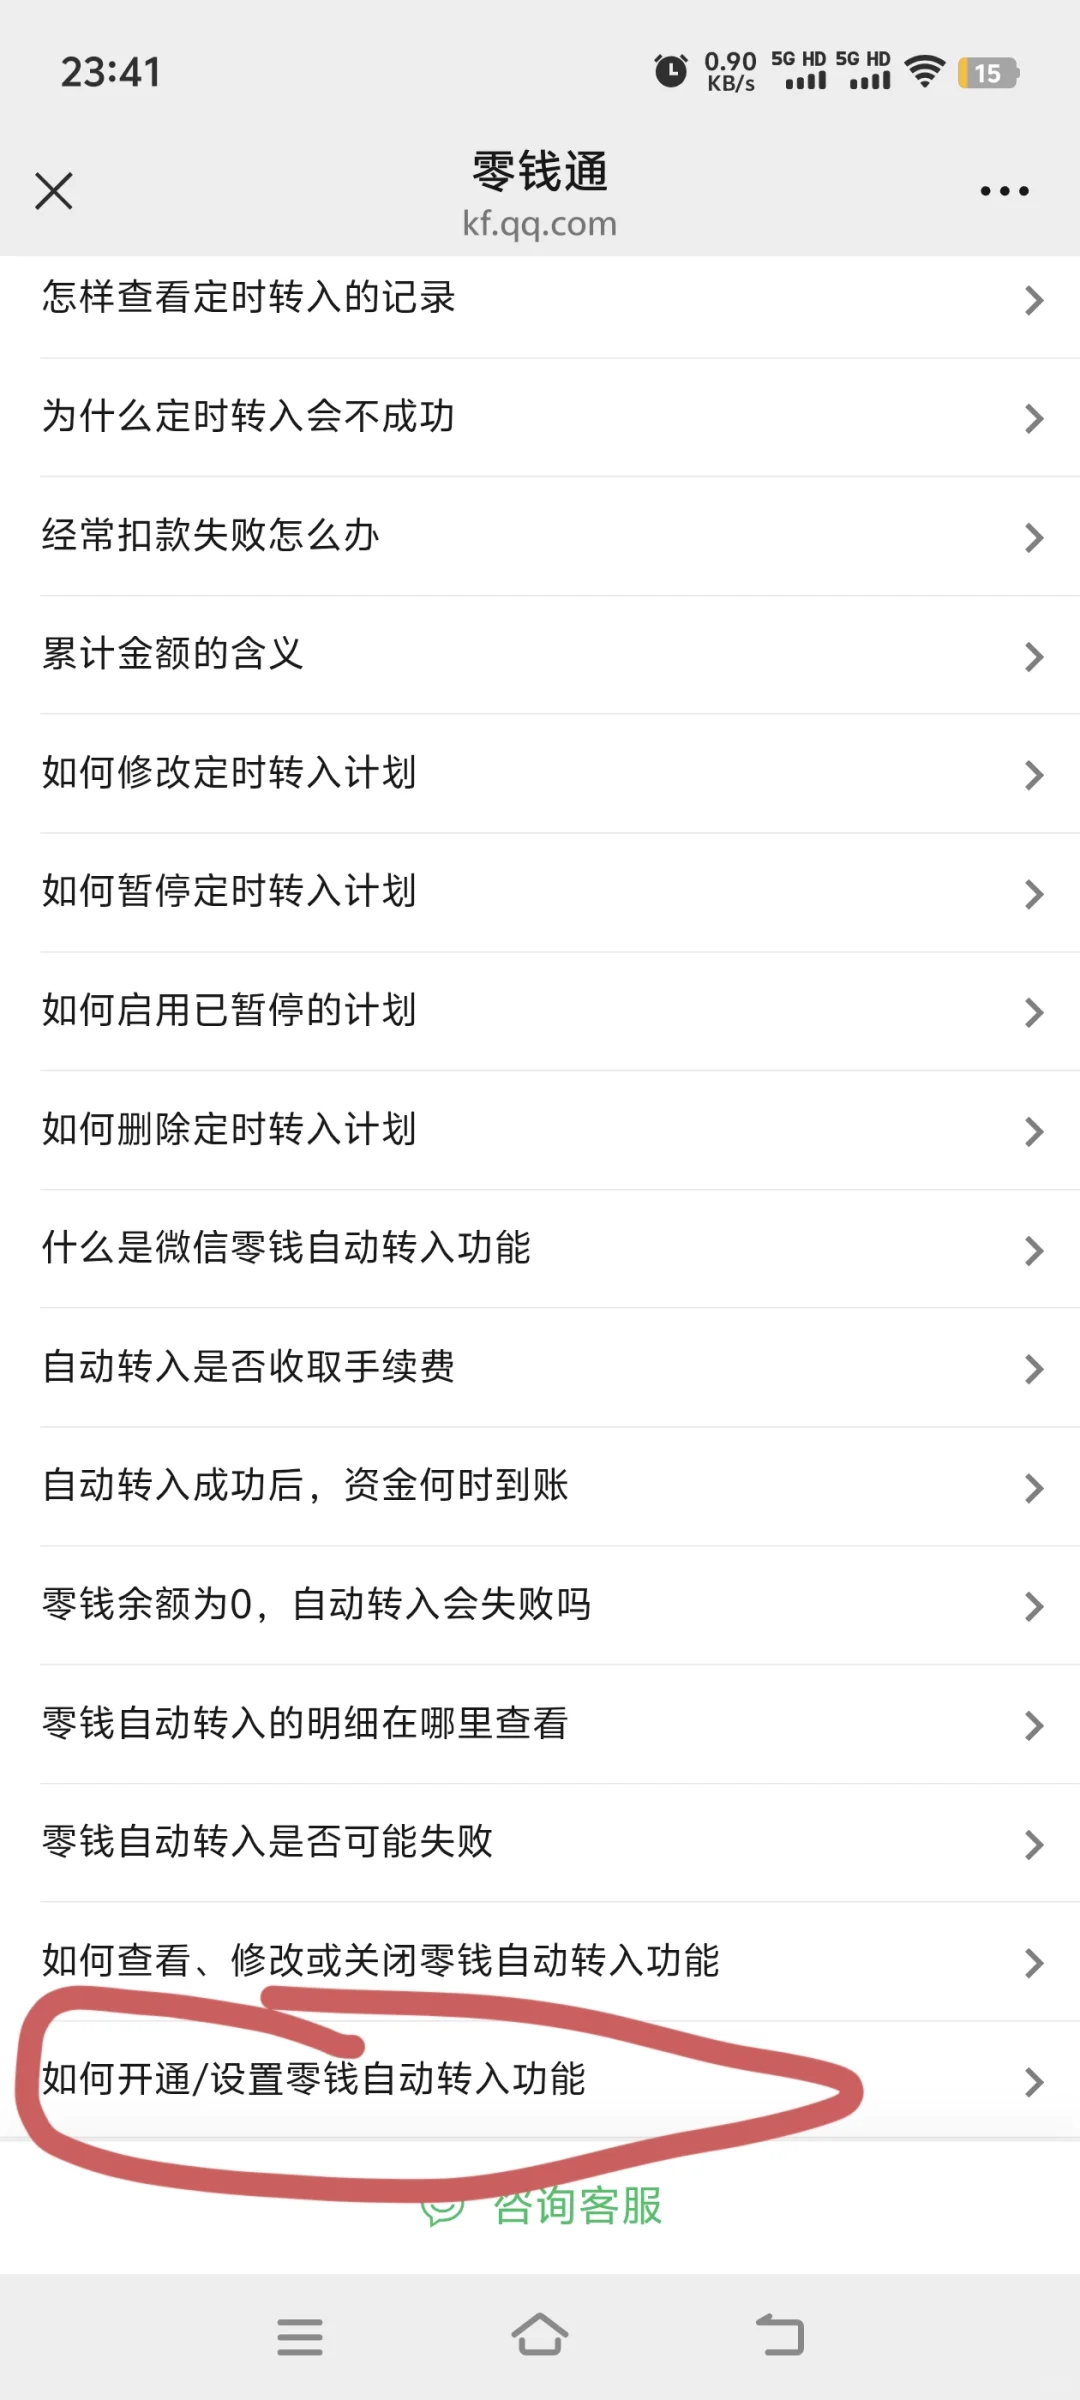 23:41
0.90 KB/s 5G HD 5G HD 15
零钱通
kf.qq.com
怎样查看定时转入的记录
为什么定时转入会不成功
经常扣款失败怎么办
累计金额的含义
如何修改定时转入计划
如何暂停定时转入计划
如何启用已暂停的计划
如何删除定时转入计划
什么是微信零钱自动转入功能
自动转入是否收取手续费
自动转入成功后，资金何时到账
零钱余额为0，自动转入会失败吗
零钱自动转入的明细在哪里查看
零钱自动转入是否可能失败
如何查看、修改或关闭零钱自动转入功能
如何开通/设置零钱自动转入功能
咨询客服